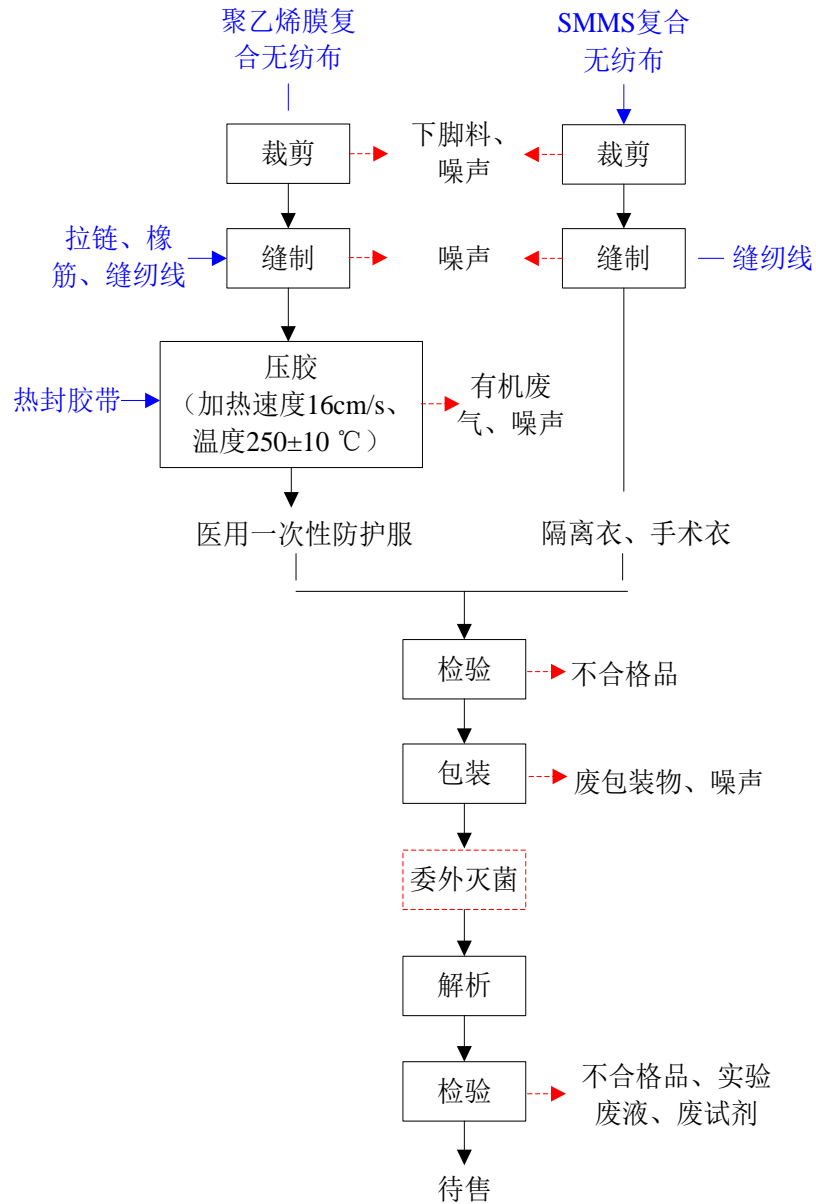 聚乙烯膜复
合无纺布
SMMS复合
无纺布
裁剪
下脚料、
噪声
裁剪
拉链、橡
筋、缝纫线
缝制
噪声
缝制
缝纫线
热封胶带
压胶
（加热速度16cm/s、
温度250±10 ℃）
有机废
气、噪声
医用一次性防护服
隔离衣、手术衣
检验
不合格品
包装
废包装物、噪声
委外灭菌
解析
检验
不合格品、实验
废液、废试剂
待售